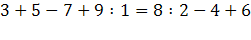 3 + 5 − 7 + 9 : 1 = 8 : 2 − 4 + 6